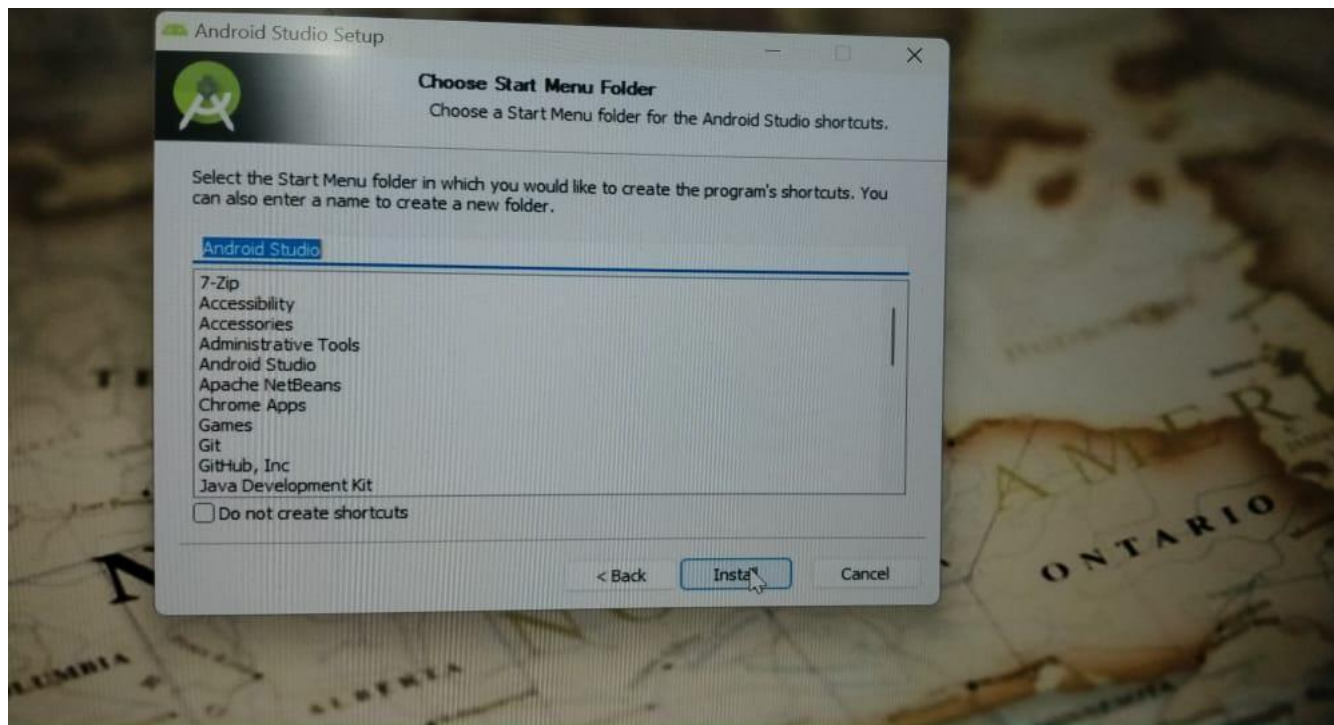 Android Studio Setup
Choose Start Menu Folder
Choose a Start Menu folder for the Android Studio shortcuts.
Select the Start Menu folder in which you would like to create the program's shortcuts. You
can also enter a name to create a new folder.
Android Studio
7-Zip
Accessibility
Accessories
Administrative Tools
Android Studio
Apache NetBeans
Chrome Apps
Games
Git
GitHub, Inc
Java Development Kit
Do not create shortcuts
< Back
Install
Cancel
ONTARIO
ALBERTA